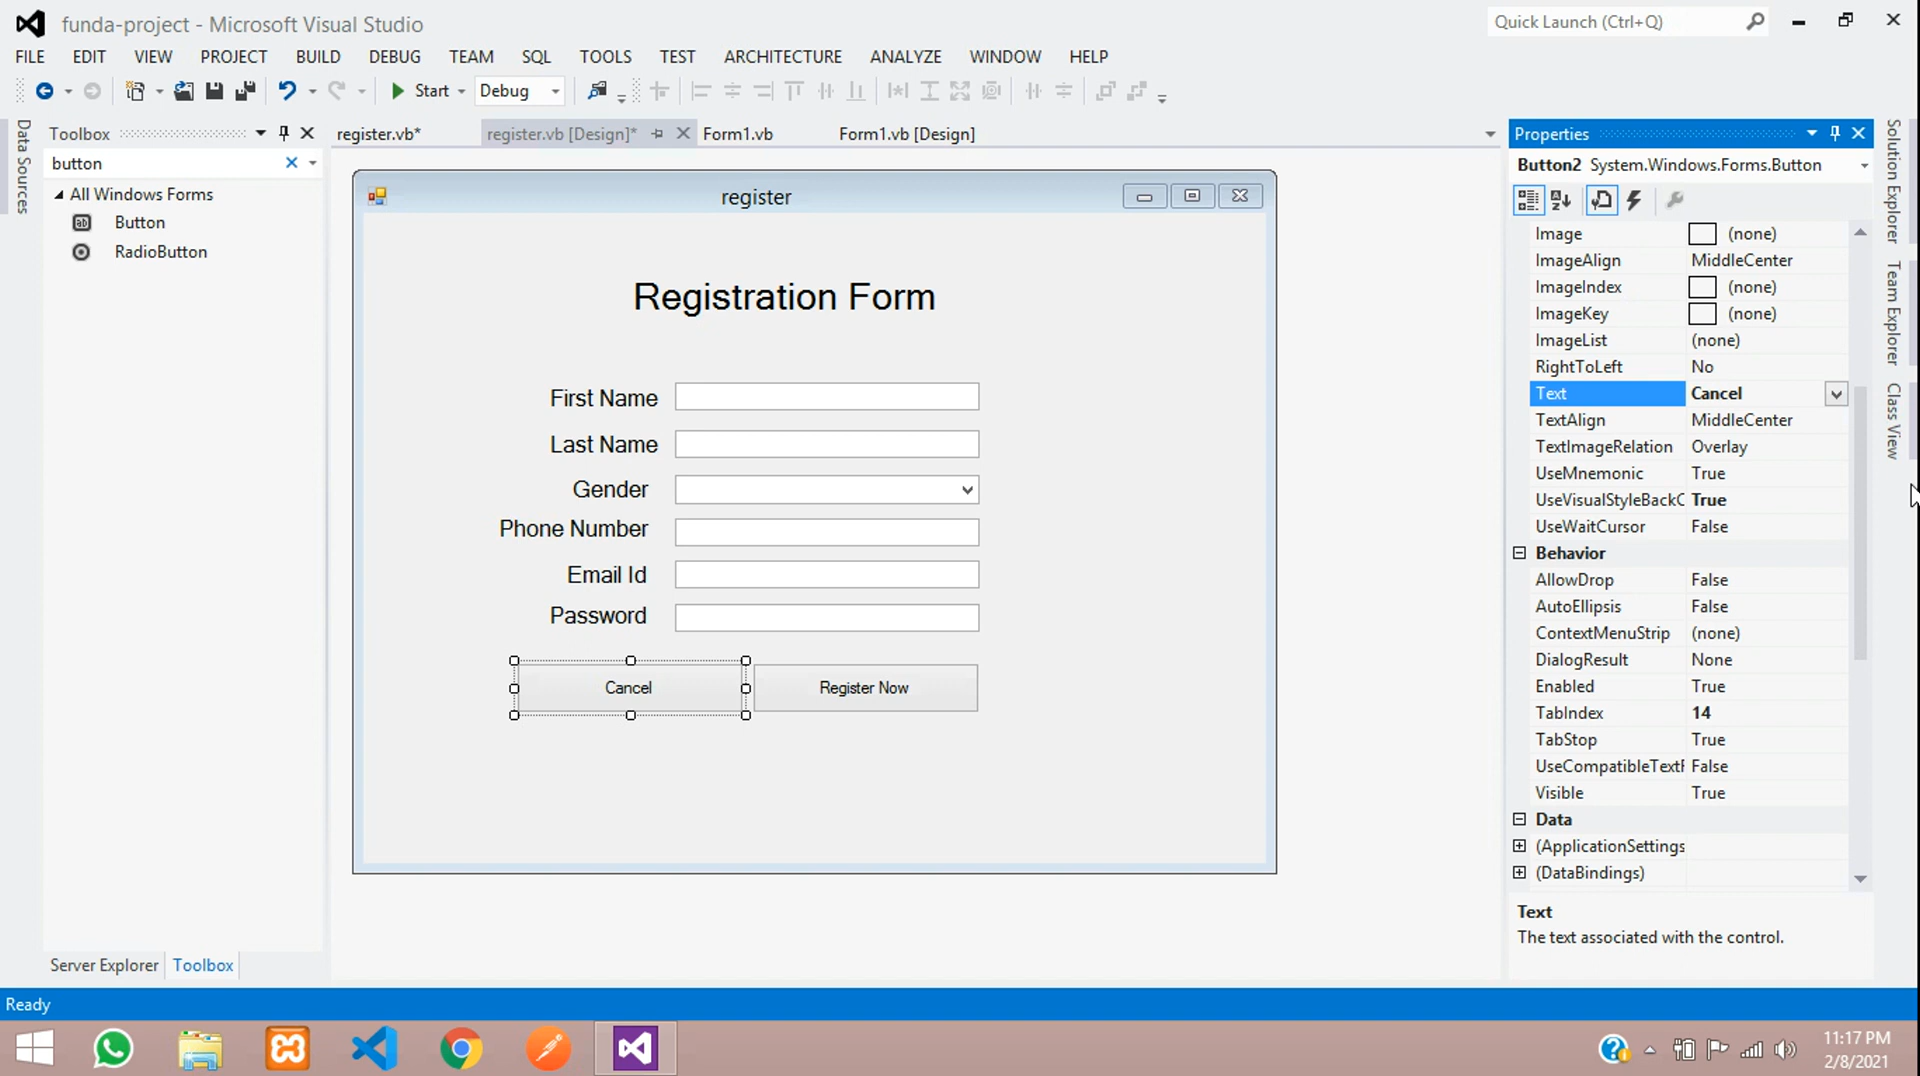 funda-project - Microsoft Visual Studio
Quick Launch (Ctrl+Q)
FILE EDIT VIEW PROJECT BUILD DEBUG TEAM SQL TOOLS TEST ARCHITECTURE ANALYZE WINDOW HELP
Start Debug
Data Sources
Toolbox
button
All Windows Forms
Button
RadioButton
Server Explorer Toolbox
register.vb* register.vb [Design]* Form1.vb Form1.vb [Design]
register
Registration Form
First Name
Last Name
Gender
Phone Number
Email Id
Password
Cancel Register Now
Properties
Button2 System.Windows.Forms.Button
Image (none)
ImageAlign MiddleCenter
ImageIndex (none)
ImageKey (none)
ImageList (none)
RightToLeft No
Text Cancel
TextAlign MiddleCenter
TextImageRelation Overlay
UseMnemonic True
UseVisualStyleBackC True
UseWaitCursor False
Behavior
AllowDrop False
AutoEllipsis False
ContextMenuStrip (none)
DialogResult None
Enabled True
TabIndex 14
TabStop True
UseCompatibleTextF False
Visible True
Data
(ApplicationSettings
(DataBindings)
Text
The text associated with the control.
Solution Explorer
Team Explorer
Class View
Ready
11:17 PM
2/8/2021